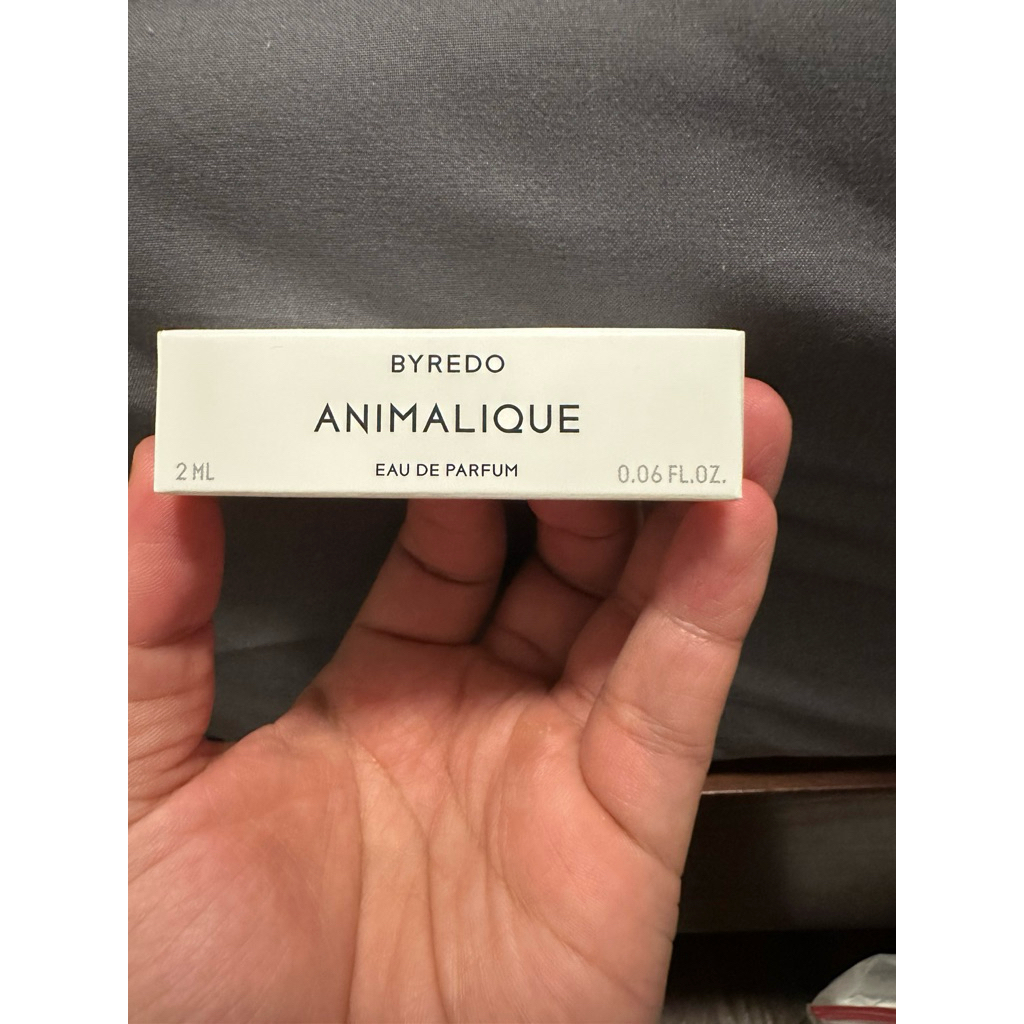 BYREDO
ANIMALIQUE
2 ML EAU DE PARFUM 0.06 FL.OZ.